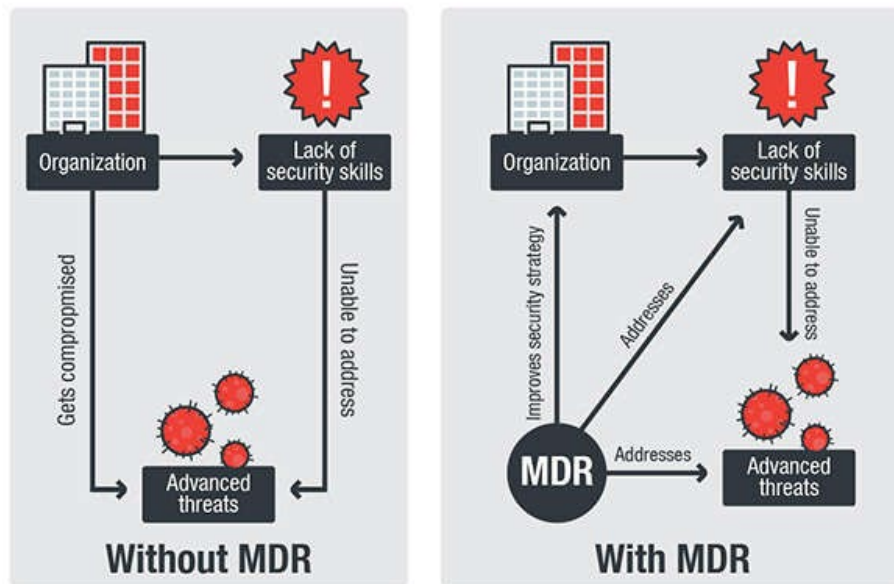 !
Organization
Lack of
security skills
Gets compropmised
Unable to address
Advanced
threats
Without MDR
!
Organization
Lack of
security skills
Improves security strategy
Addresses
Unable to address
MDR
Addresses
Advanced
threats
With MDR